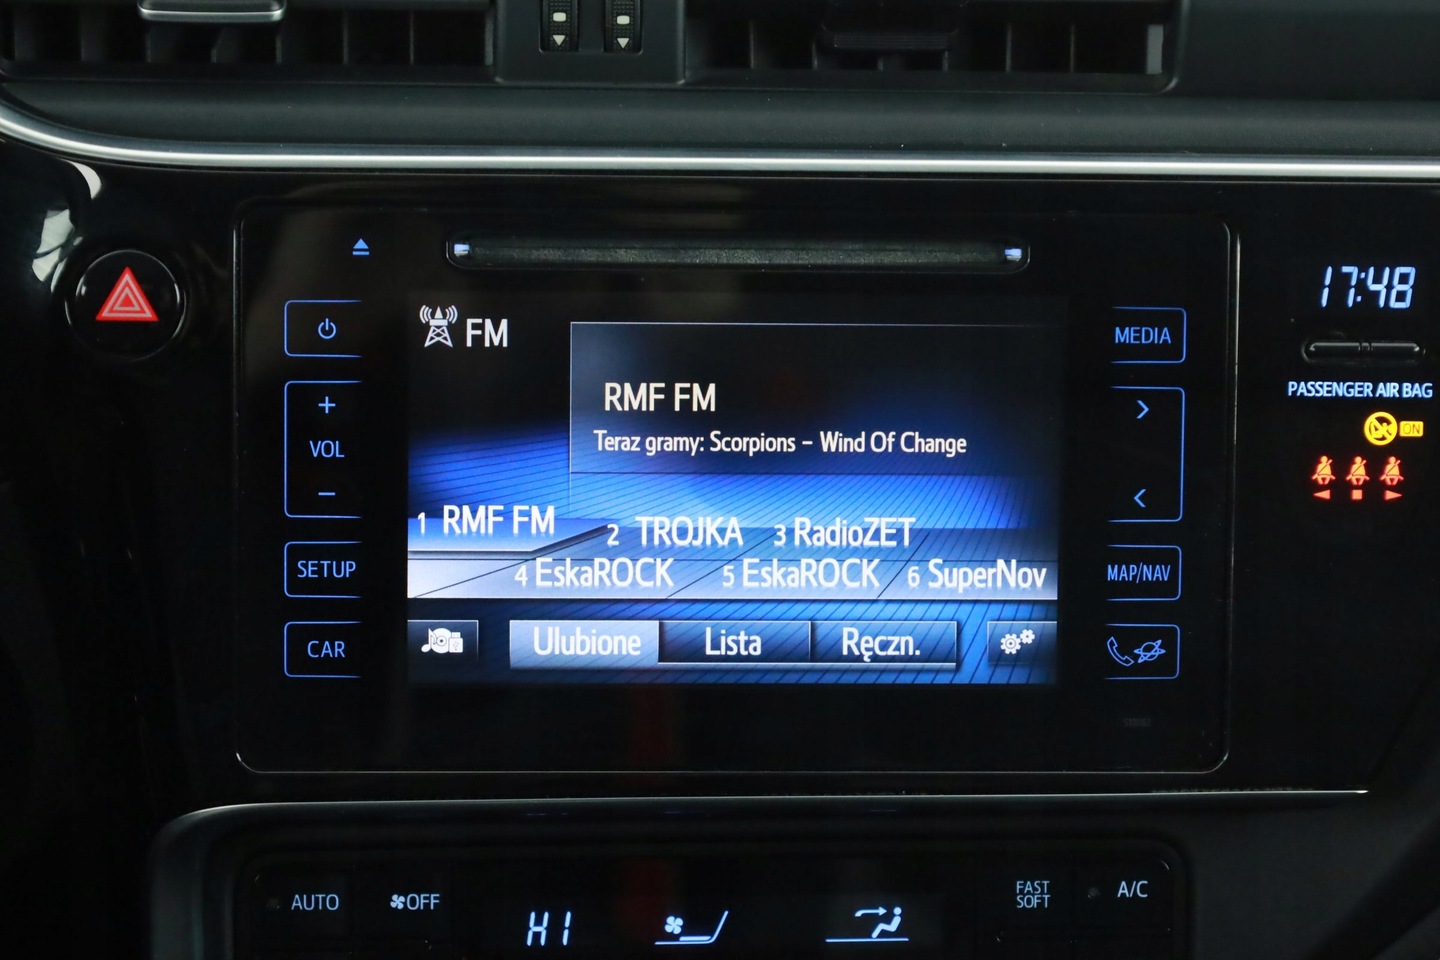 17:48
FM
MEDIA
RMF FM
PASSENGER AIR BAG
+
VOL
-
Teraz gramy: Scorpions - Wind Of Change
ON
>
<
1 RMF FM
2 TROJKA
3 RadioZET
4 EskaROCK
5 EskaROCK
6 SuperNov
SETUP
MAP/NAV
CAR
Ulubione
Lista
Ręczn.
AUTO
OFF
HI
FAST
SOFT
A/C